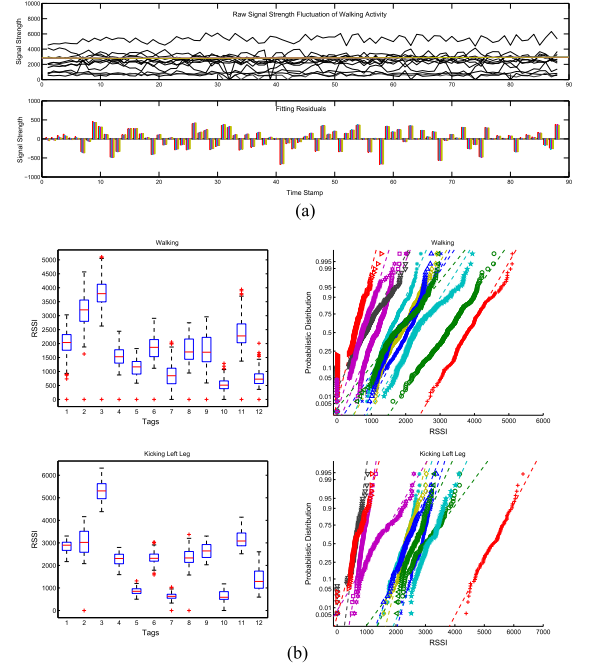 Raw Signal Strength Fluctuation of Walking Activity
Signal Strength
10000
8000
6000
4000
2000
0
0 10 20 30 40 50 60 70 80 90
Fitting Residuals
Signal Strength
1000
500
0
−500
−1000
0 10 20 30 40 50 60 70 80 90
Time Stamp
(a)
Walking
RSSI
5000
4500
4000
3500
3000
2500
2000
1500
1000
500
0
1 2 3 4 5 6 7 8 9 10 11 12
Tags
Walking
Probabilistic Distribution
0.995
0.99
0.95
0.9
0.75
0.5
0.25
0.1
0.05
0.01
0.005
0 1000 2000 3000 4000 5000 6000
RSSI
Kicking Left Leg
RSSI
6000
5000
4000
3000
2000
1000
0
1 2 3 4 5 6 7 8 9 10 11 12
Tags
Kicking Left Leg
Probabilistic Distribution
0.995
0.99
0.95
0.9
0.75
0.5
0.25
0.1
0.05
0.01
0.005
0 1000 2000 3000 4000 5000 6000 7000
RSSI
(b)